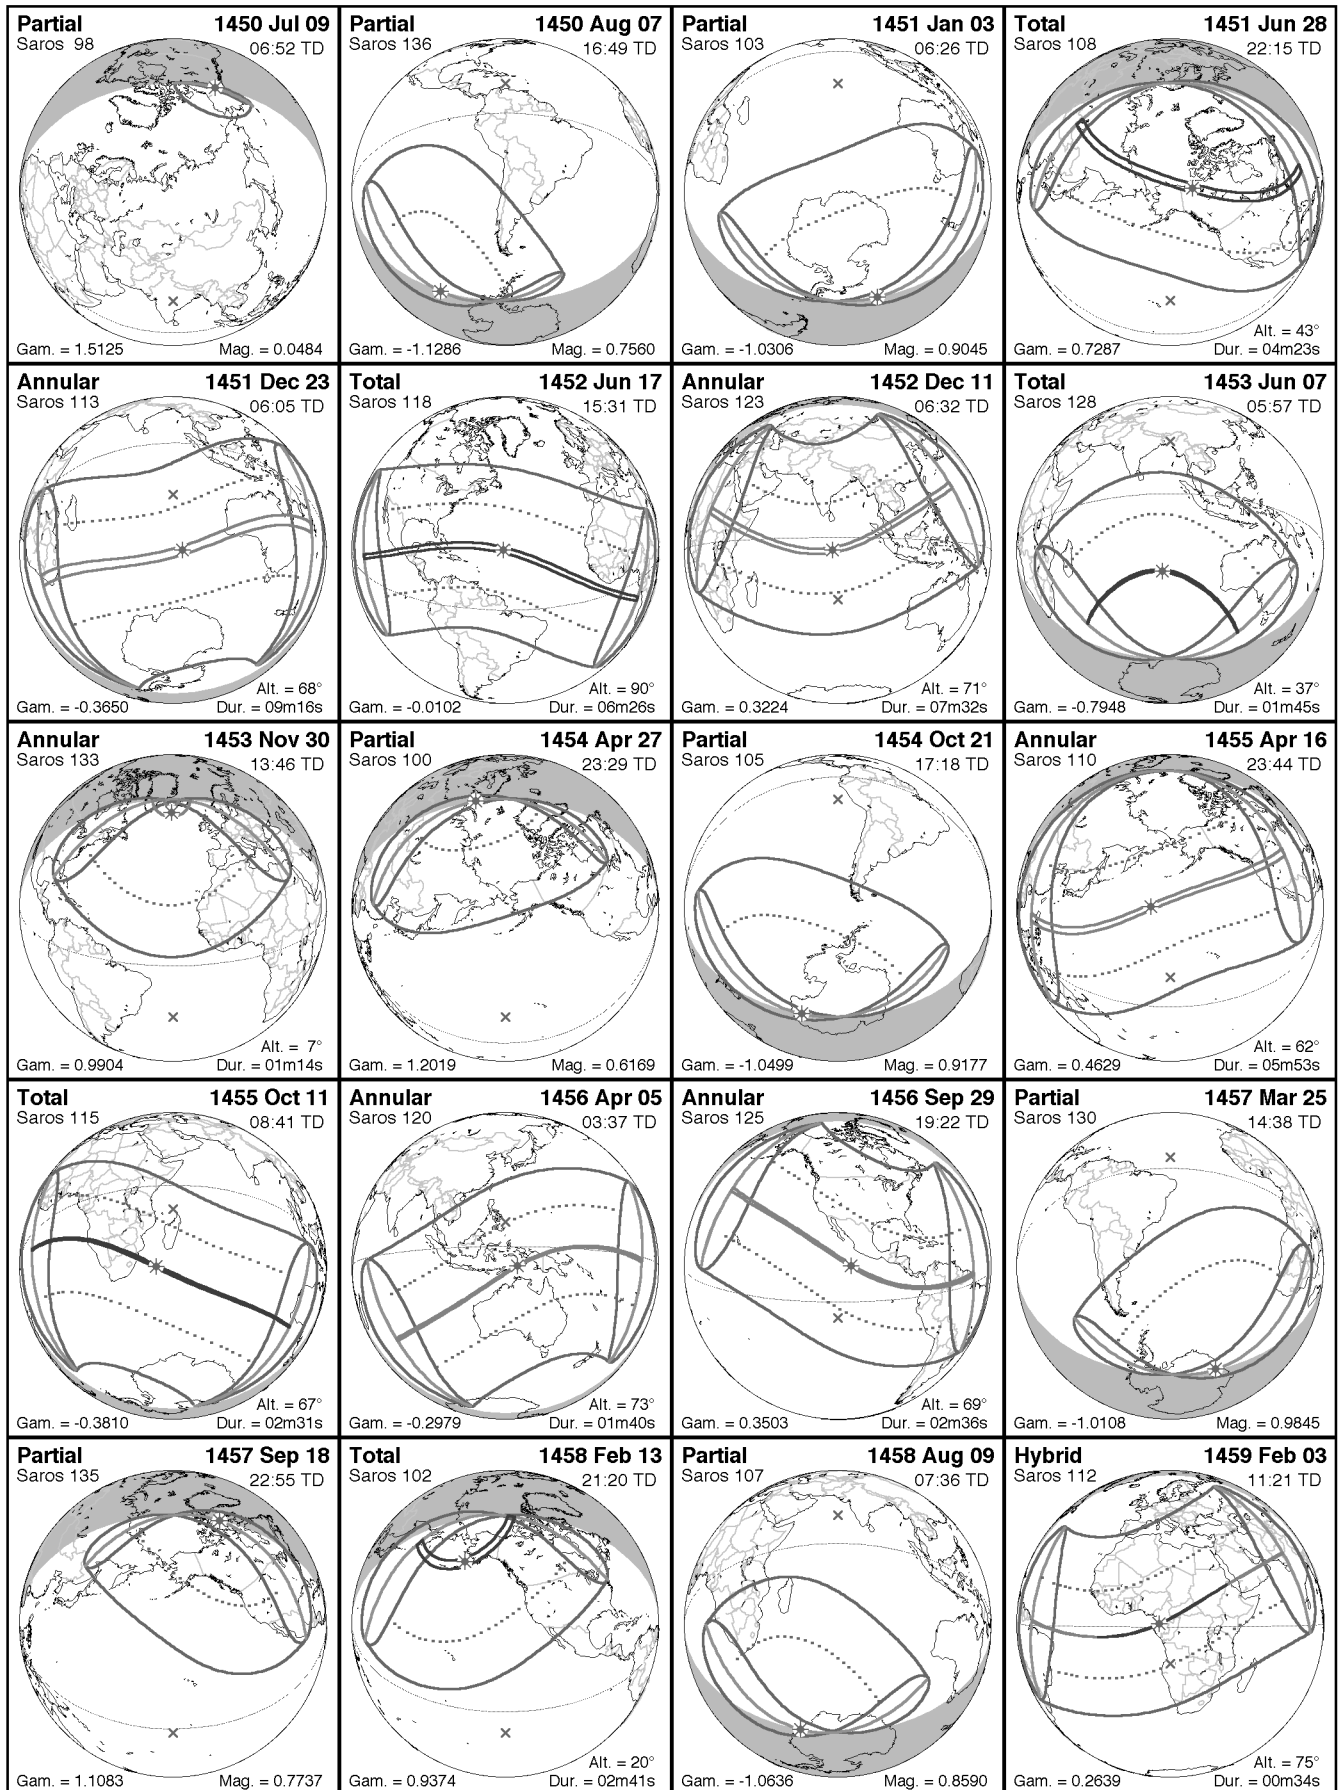 Partial 1450 Jul 09
Saros 98 06:52 TD
Gam. = 1.5125 Mag. = 0.0484
Partial 1450 Aug 07
Saros 136 16:49 TD
Gam. = -1.1286 Mag. = 0.7560
Partial 1451 Jan 03
Saros 103 06:26 TD
Gam. = -1.0306 Mag. = 0.9045
Total 1451 Jun 28
Saros 108 22:15 TD
Alt. = 43°
Gam. = 0.7287 Dur. = 04m23s
Annular 1451 Dec 23
Saros 113 06:05 TD
Alt. = 68°
Gam. = -0.3650 Dur. = 09m16s
Total 1452 Jun 17
Saros 118 15:31 TD
Alt. = 90°
Gam. = -0.0102 Dur. = 06m26s
Annular 1452 Dec 11
Saros 123 06:32 TD
Alt. = 71°
Gam. = 0.3224 Dur. = 07m32s
Total 1453 Jun 07
Saros 128 05:57 TD
Alt. = 37°
Gam. = -0.7948 Dur. = 01m45s
Annular 1453 Nov 30
Saros 133 13:46 TD
Alt. = 7°
Gam. = 0.9904 Dur. = 01m14s
Partial 1454 Apr 27
Saros 100 23:29 TD
Gam. = 1.2019 Mag. = 0.6169
Partial 1454 Oct 21
Saros 105 17:18 TD
Gam. = -1.0499 Mag. = 0.9177
Annular 1455 Apr 16
Saros 110 23:44 TD
Alt. = 62°
Gam. = 0.4629 Dur. = 05m53s
Total 1455 Oct 11
Saros 115 08:41 TD
Alt. = 67°
Gam. = -0.3810 Dur. = 02m31s
Annular 1456 Apr 05
Saros 120 03:37 TD
Alt. = 73°
Gam. = -0.2979 Dur. = 01m40s
Annular 1456 Sep 29
Saros 125 19:22 TD
Alt. = 69°
Gam. = 0.3503 Dur. = 02m36s
Partial 1457 Mar 25
Saros 130 14:38 TD
Gam. = -1.0108 Mag. = 0.9845
Partial 1457 Sep 18
Saros 135 22:55 TD
Gam. = 1.1083 Mag. = 0.7737
Total 1458 Feb 13
Saros 102 21:20 TD
Alt. = 20°
Gam. = 0.9374 Dur. = 02m41s
Partial 1458 Aug 09
Saros 107 07:36 TD
Gam. = -1.0636 Mag. = 0.8590
Hybrid 1459 Feb 03
Saros 112 11:21 TD
Alt. = 75°
Gam. = 0.2639 Dur. = 00m34s